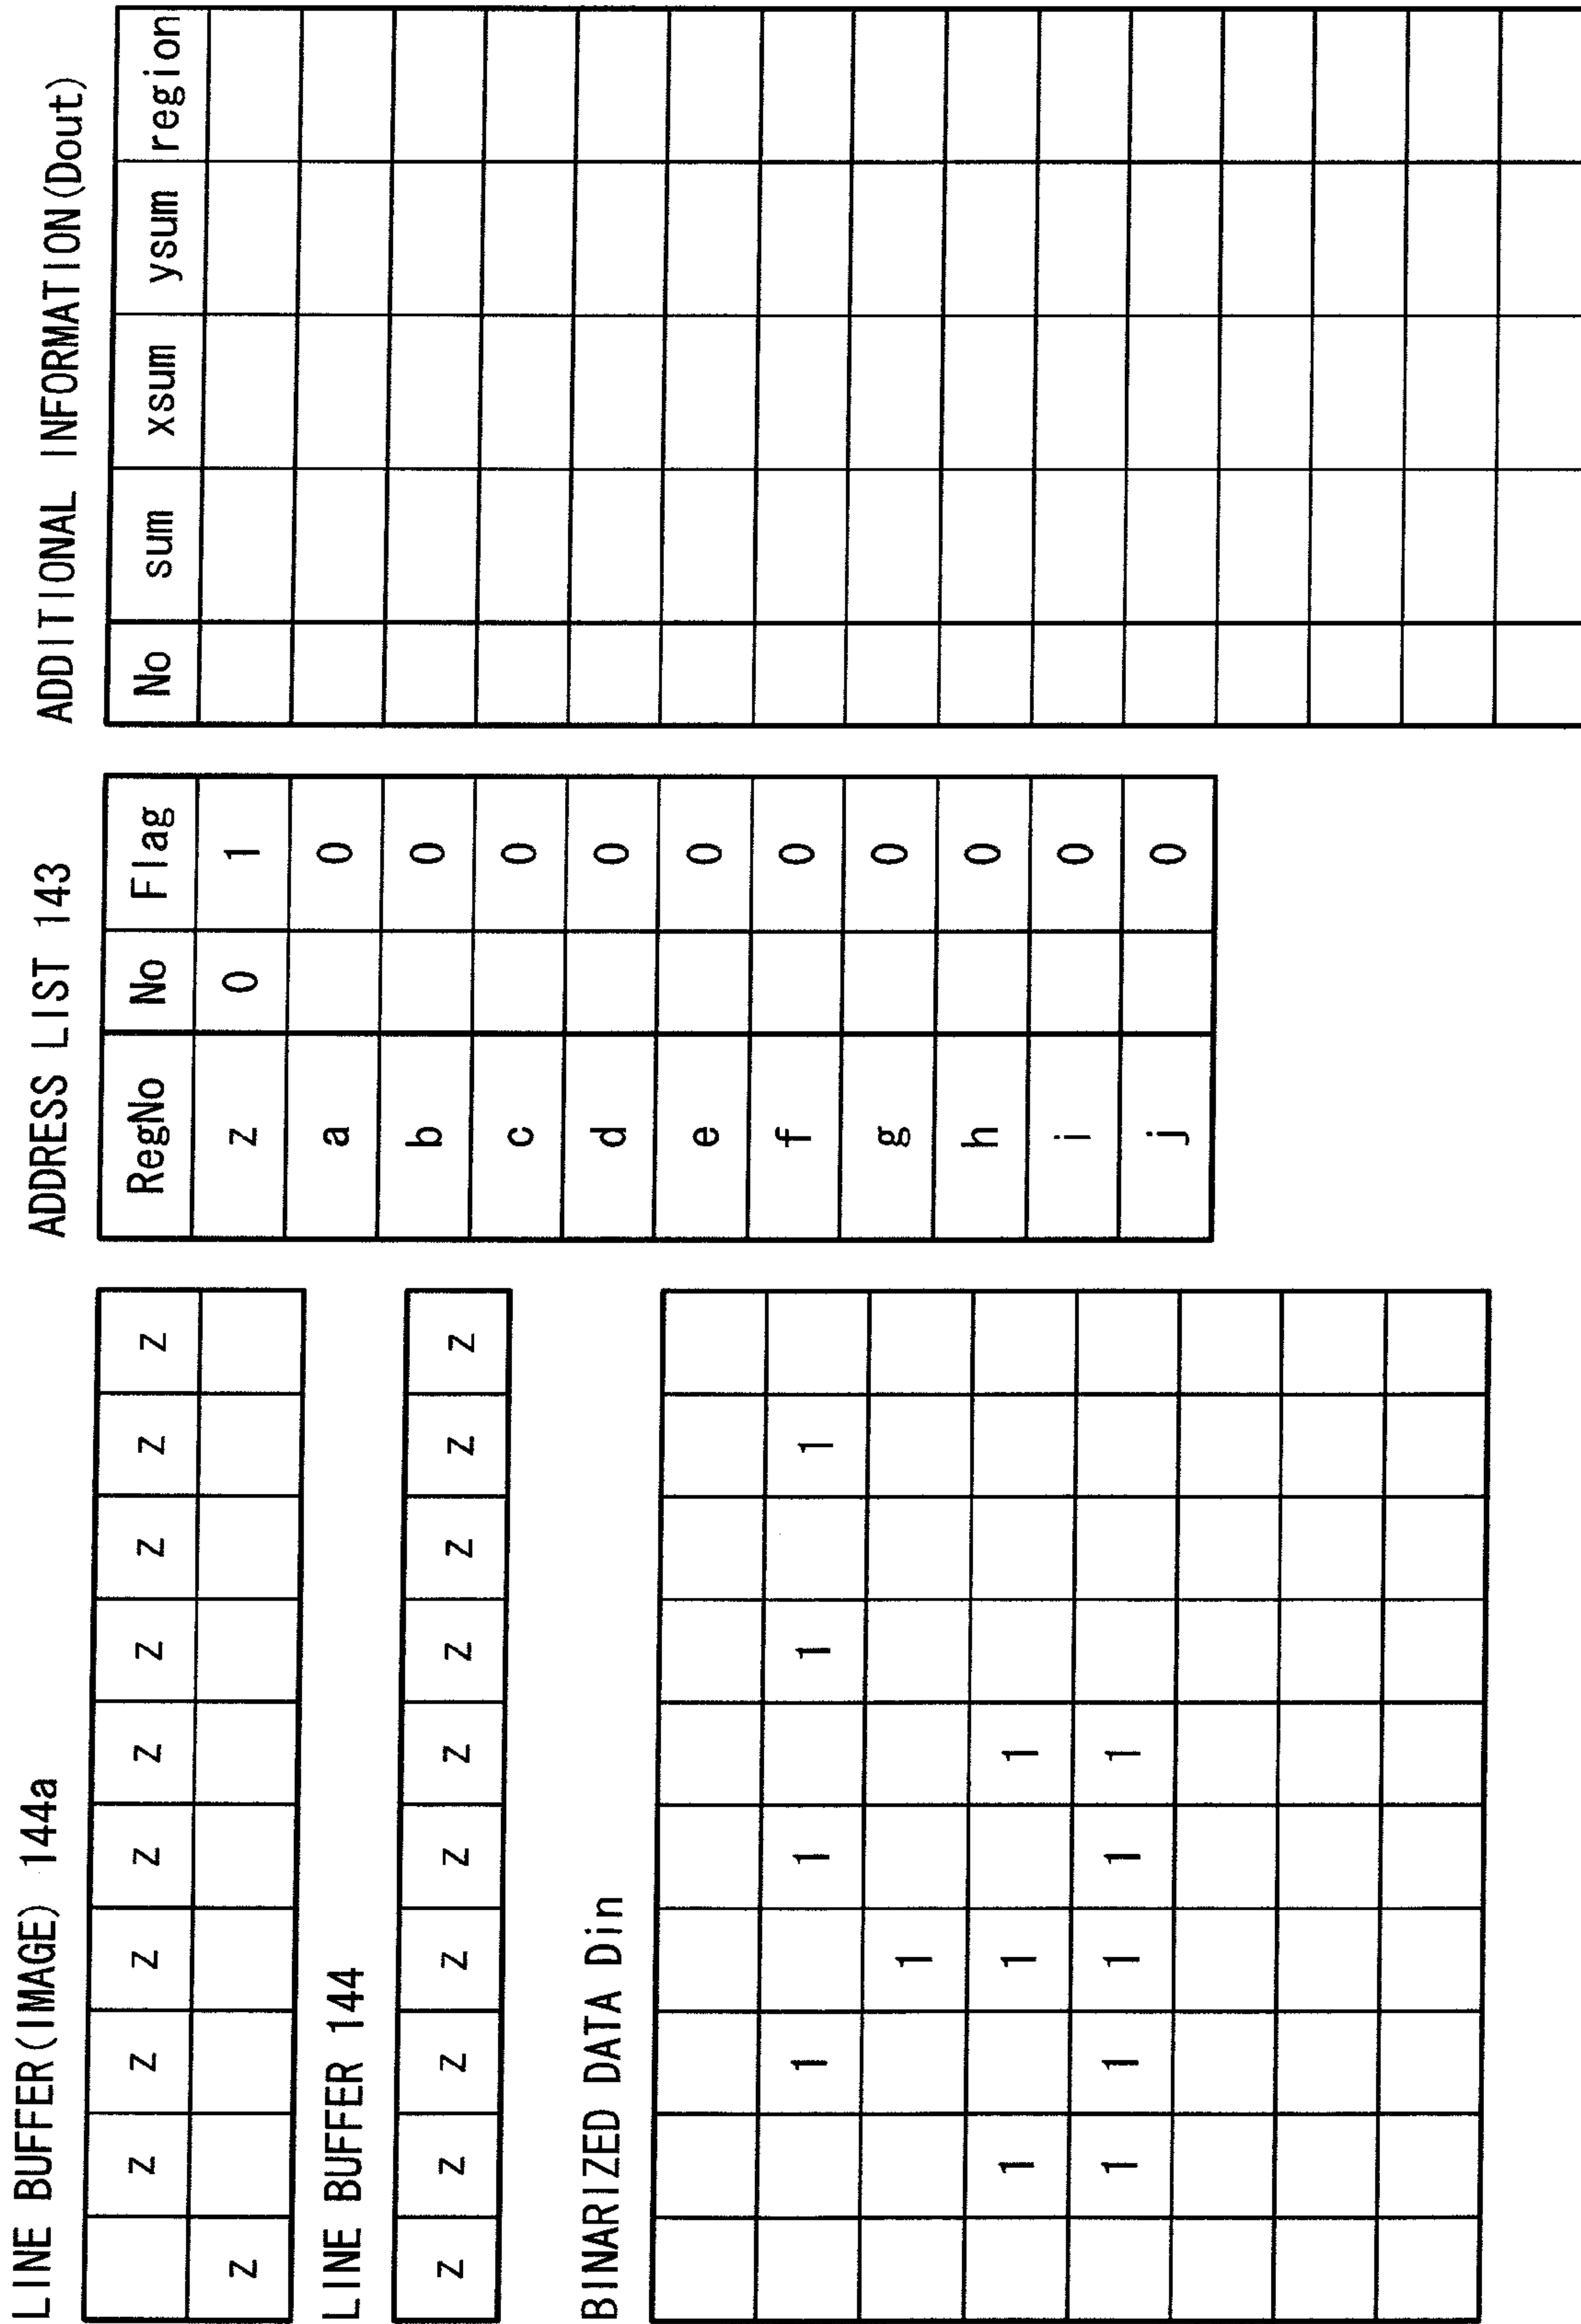 LINE BUFFER(IMAGE) 144a
z z z z z z z z z
z
LINE BUFFER 144
z z z z z z z z z z
BINARIZED DATA Din
1 1 1 1
1
1 1 1
1 1 1 1 1
ADDRESS LIST 143
RegNo No Flag
z 0 1
a 0
b 0
c 0
d 0
e 0
f 0
g 0
h 0
i 0
j 0
ADDITIONAL INFORMATION(Dout)
No sum xsum ysum region